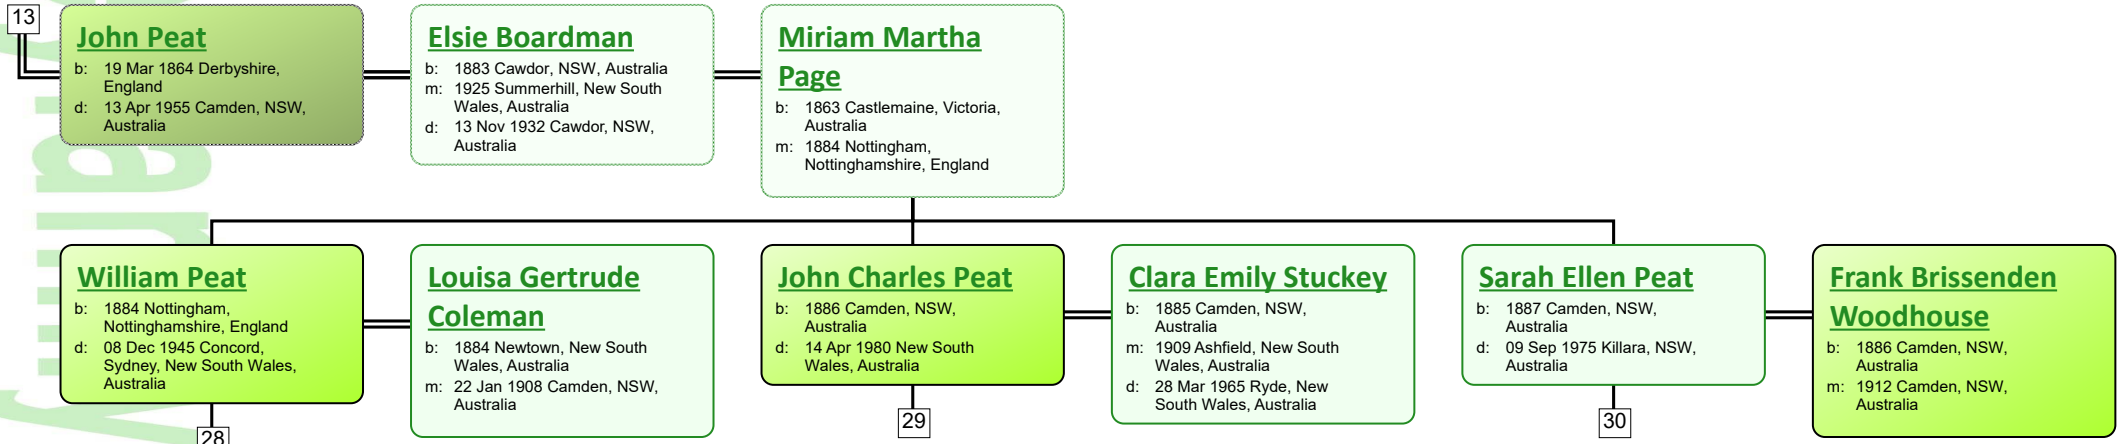 13
John Peat
b: 19 Mar 1864 Derbyshire,
England
d: 13 Apr 1955 Camden, NSW,
Australia
Elsie Boardman
b: 1883 Cawdor, NSW, Australia
m: 1925 Summerhill, New South
Wales, Australia
d: 13 Nov 1932 Cawdor, NSW,
Australia
Miriam Martha
Page
b: 1863 Castlemaine, Victoria,
Australia
m: 1884 Nottingham,
Nottinghamshire, England
William Peat
b: 1884 Nottingham,
Nottinghamshire, England
d: 08 Dec 1945 Concord,
Sydney, New South Wales,
Australia
28
Louisa Gertrude
Coleman
b: 1884 Newtown, New South
Wales, Australia
m: 22 Jan 1908 Camden, NSW,
Australia
John Charles Peat
b: 1886 Camden, NSW,
Australia
d: 14 Apr 1980 New South
Wales, Australia
29
Clara Emily Stuckey
b: 1885 Camden, NSW,
Australia
m: 1909 Ashfield, New South
Wales, Australia
d: 28 Mar 1965 Ryde, New
South Wales, Australia
Sarah Ellen Peat
b: 1887 Camden, NSW,
Australia
d: 09 Sep 1975 Killara, NSW,
Australia
30
Frank Brissenden
Woodhouse
b: 1886 Camden, NSW,
Australia
m: 1912 Camden, NSW,
Australia